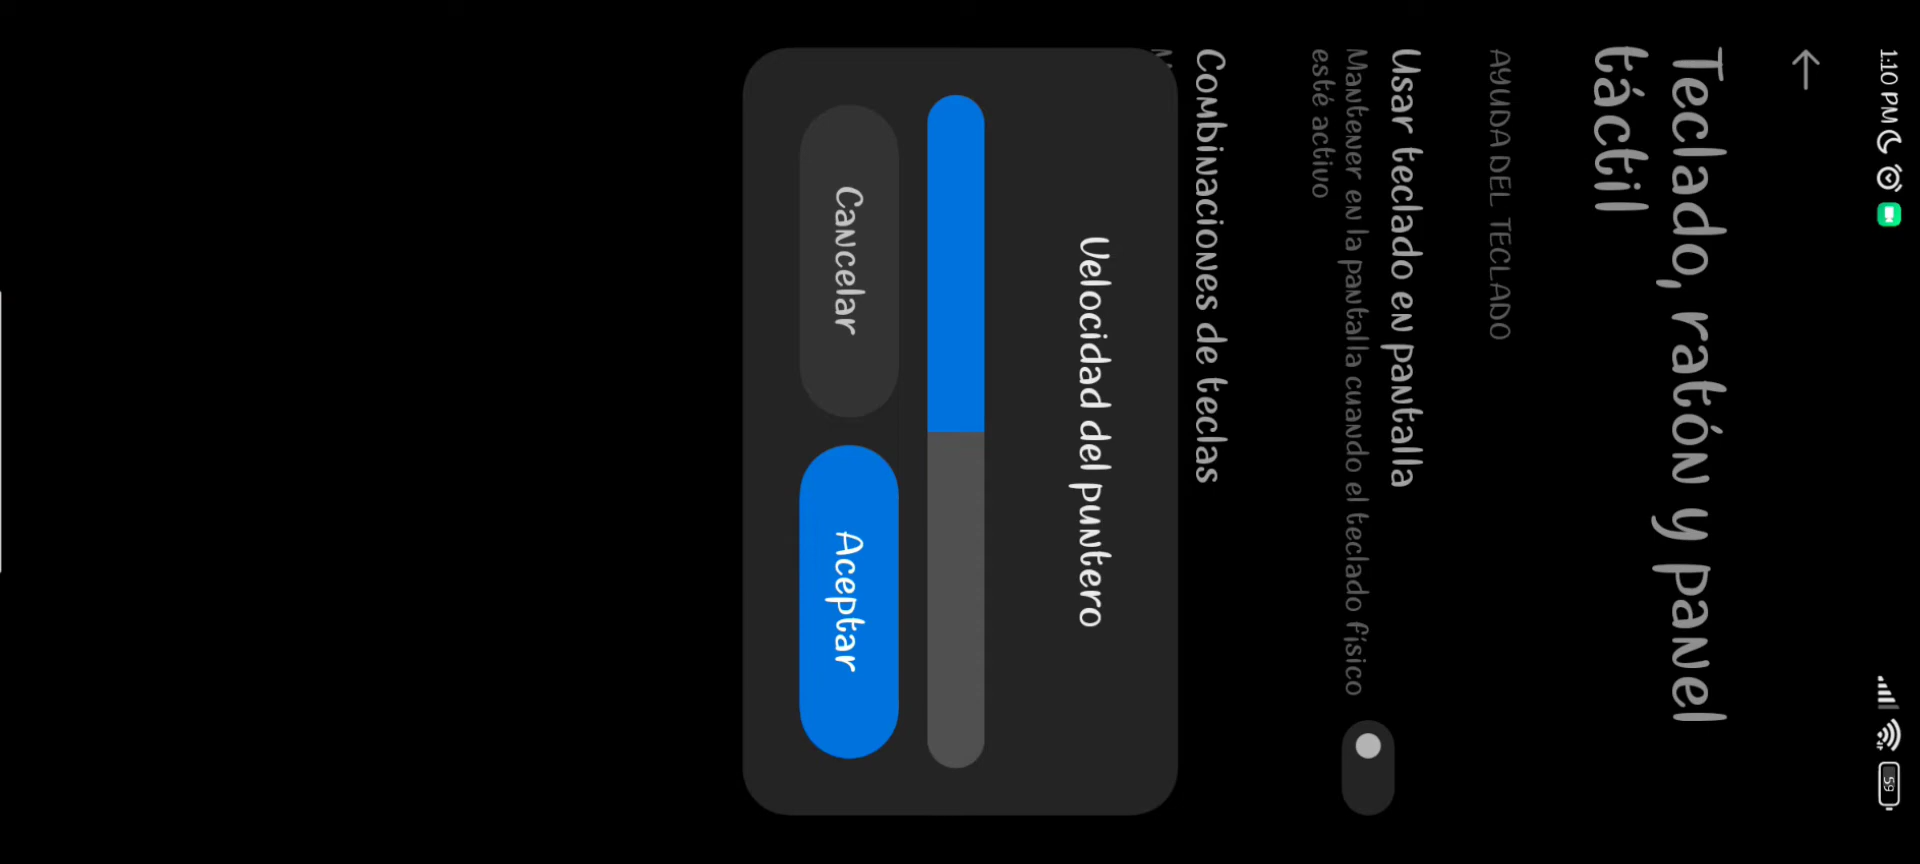 1:10 PM
59
Teclado, ratón y panel
táctil
AYUDA DEL TECLADO
Usar teclado en pantalla
Mantener en la pantalla cuando el teclado físico
esté activo
Combinaciones de teclas
Velocidad del puntero
Cancelar
Aceptar